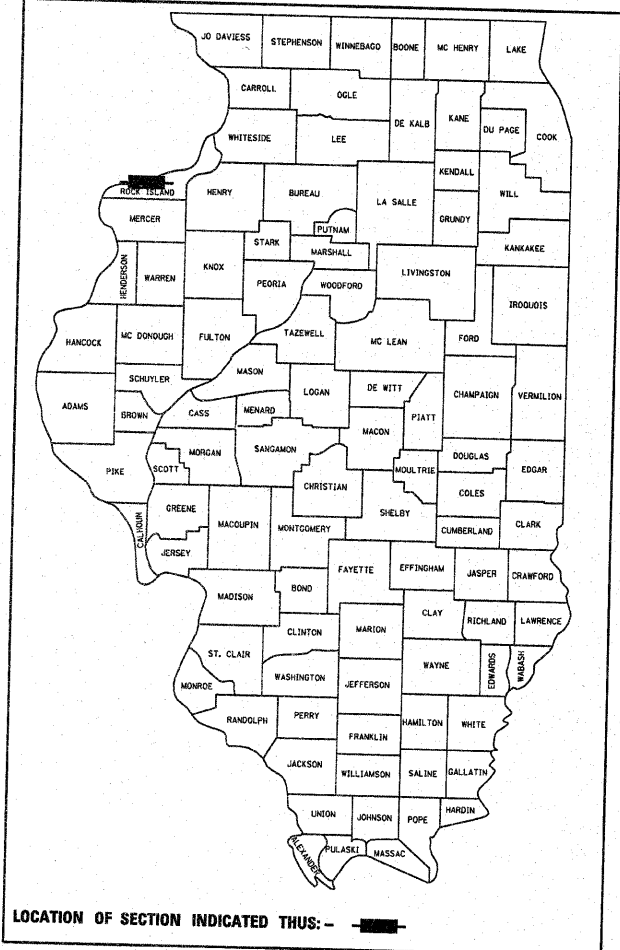 JO DAVIESS STEPHENSON WINNEBAGO BOONE MC HENRY LAKE
CARROLL OGLE DE KALB KANE DU PAGE COOK
WHITESIDE LEE
KENDALL WILL
ROCK ISLAND HENRY BUREAU LA SALLE
MERCER PUTNAM GRUNDY
STARK MARSHALL KANKAKEE
HENDERSON WARREN KNOX PEORIA WOODFORD LIVINGSTON
IROQUOIS
HANCOCK MC DONOUGH FULTON TAZEWELL MC LEAN FORD
SCHUYLER MASON LOGAN DE WITT CHAMPAIGN VERMILION
ADAMS BROWN CASS MENARD PIATT
MACON
MORGAN SANGAMON DOUGLAS EDGAR
PIKE SCOTT CHRISTIAN MOULTRIE COLES
GREENE MACOUPIN MONTGOMERY SHELBY CLARK
CALHOUN CUMBERLAND
JERSEY FAYETTE EFFINGHAM JASPER CRAWFORD
MADISON BOND
CLAY RICHLAND LAWRENCE
CLINTON MARION
ST. CLAIR WAYNE EDWARDS WABASH
WASHINGTON JEFFERSON
MONROE
RANDOLPH PERRY HAMILTON WHITE
FRANKLIN
JACKSON WILLIAMSON SALINE GALLATIN
UNION JOHNSON POPE HARDIN
ALEXANDER PULASKI MASSAC
LOCATION OF SECTION INDICATED THUS: -